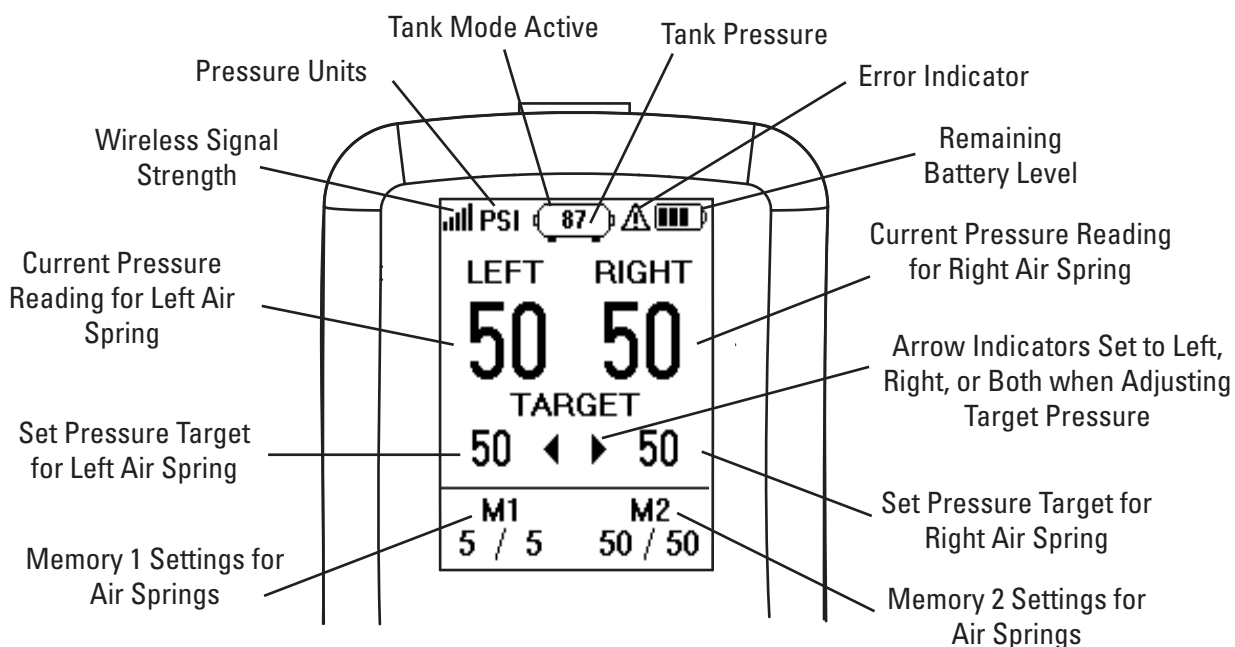 Tank Mode Active
Tank Pressure
Pressure Units
Error Indicator
Wireless Signal
Strength
Remaining
Battery Level
PSI
87
Current Pressure
Reading for Left Air
Spring
LEFT
RIGHT
Current Pressure Reading
for Right Air Spring
50
50
Arrow Indicators Set to Left,
Right, or Both when Adjusting
Target Pressure
TARGET
Set Pressure Target
for Left Air Spring
50
50
Set Pressure Target for
Right Air Spring
M1
M2
5 / 5
50 / 50
Memory 1 Settings for
Air Springs
Memory 2 Settings for
Air Springs